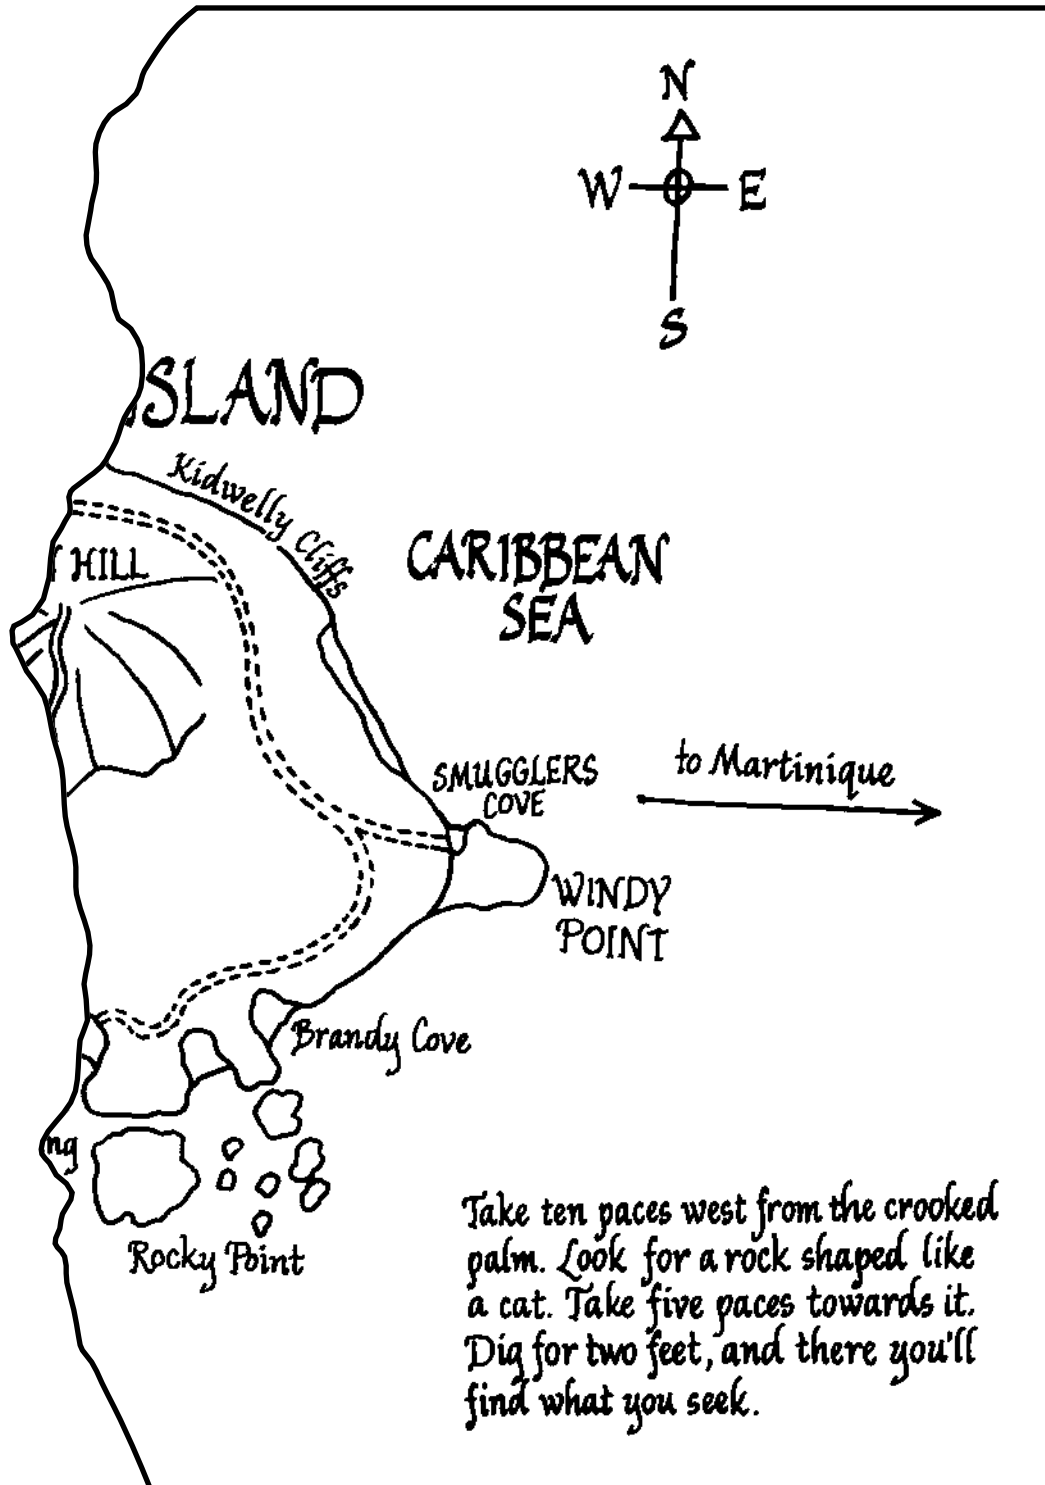 N
W E
S
ISLAND
Kidwelly Cliffs
HILL
CARIBBEAN
SEA
to Martinique
SMUGGLERS
COVE
WINDY
POINT
Brandy Cove
ng
Rocky Point
Take ten paces west from the crooked
palm. Look for a rock shaped like
a cat. Take five paces towards it.
Dig for two feet, and there you'll
find what you seek.